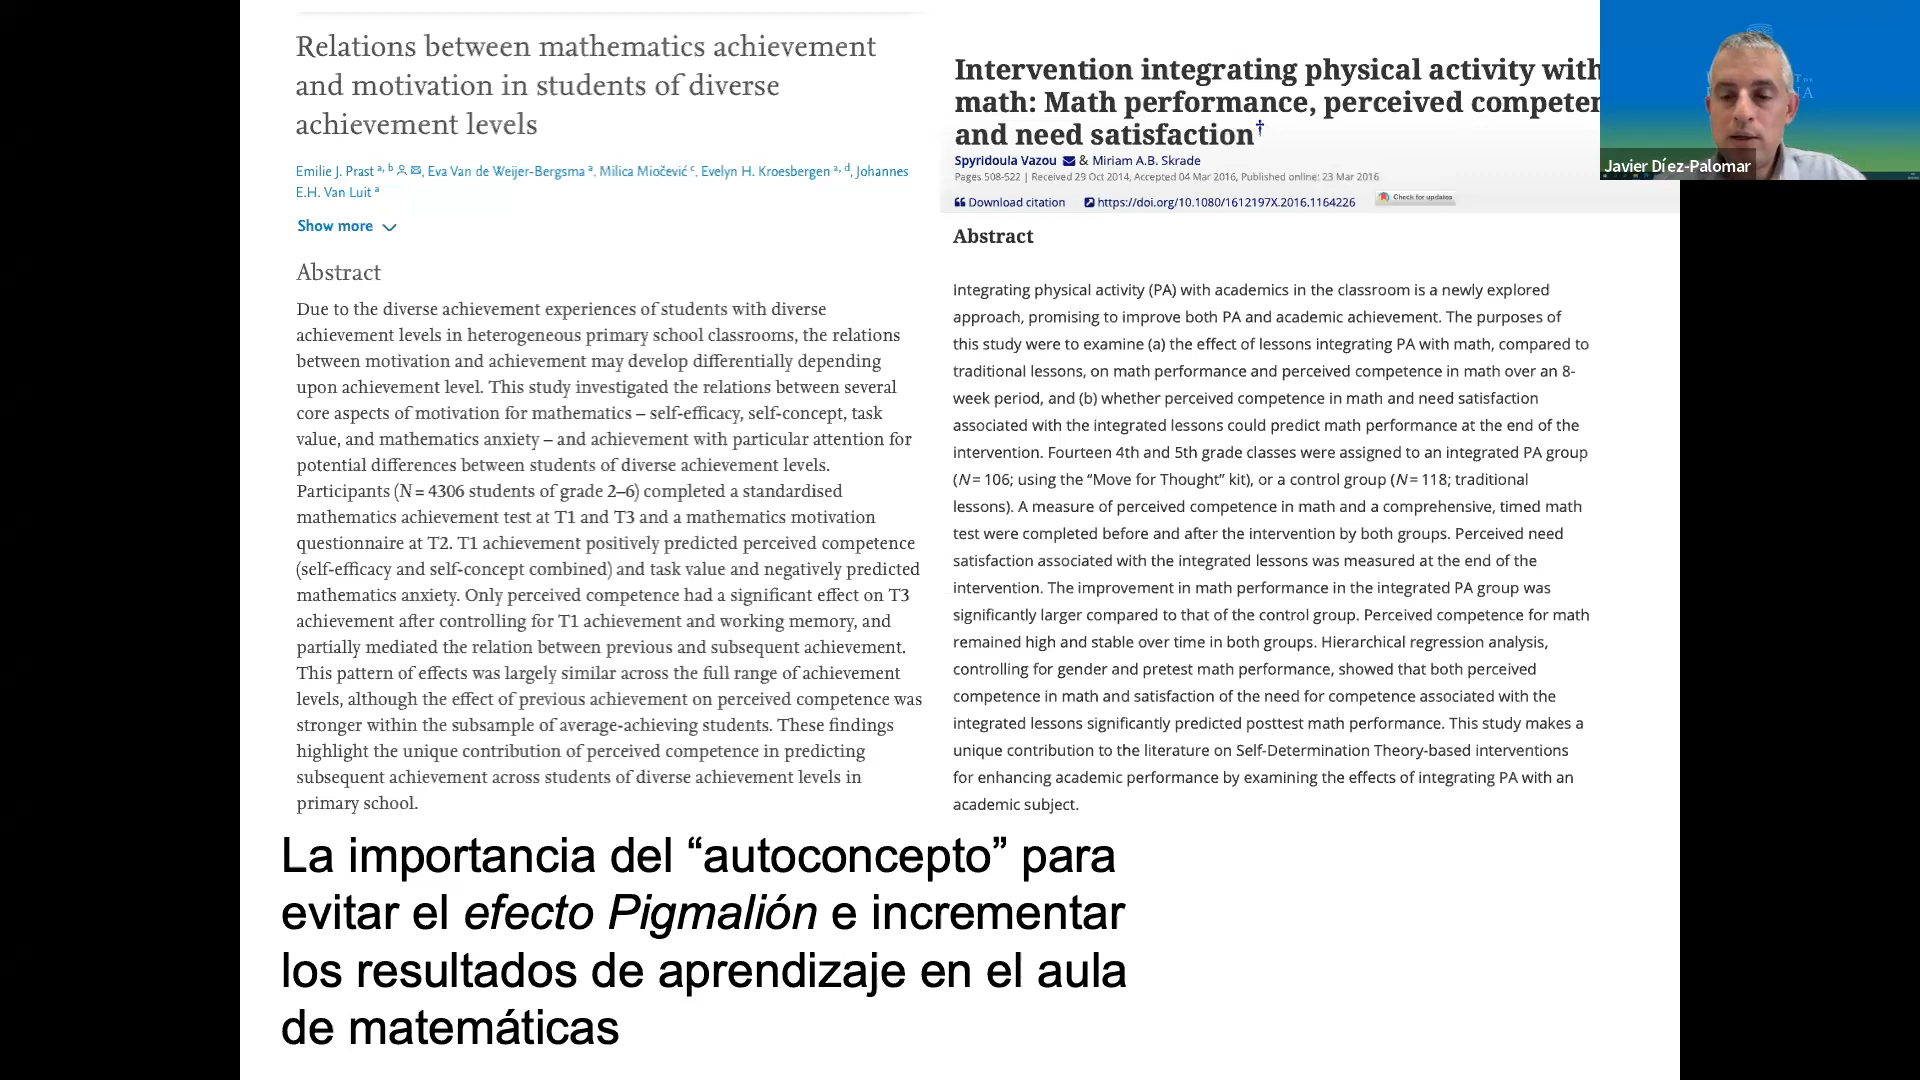 Relations between mathematics achievement
and motivation in students of diverse
achievement levels
Emilie J. Prast a, b, Eva Van de Weijer-Bergsma a, Milica Miočević c, Evelyn H. Kroesbergen a, d, Johannes
E.H. Van Luit a
Show more
Abstract
Due to the diverse achievement experiences of students with diverse
achievement levels in heterogeneous primary school classrooms, the relations
between motivation and achievement may develop differentially depending
upon achievement level. This study investigated the relations between several
core aspects of motivation for mathematics – self-efficacy, self-concept, task
value, and mathematics anxiety – and achievement with particular attention for
potential differences between students of diverse achievement levels.
Participants (N = 4306 students of grade 2–6) completed a standardised
mathematics achievement test at T1 and T3 and a mathematics motivation
questionnaire at T2. T1 achievement positively predicted perceived competence
(self-efficacy and self-concept combined) and task value and negatively predicted
mathematics anxiety. Only perceived competence had a significant effect on T3
achievement after controlling for T1 achievement and working memory, and
partially mediated the relation between previous and subsequent achievement.
This pattern of effects was largely similar across the full range of achievement
levels, although the effect of previous achievement on perceived competence was
stronger within the subsample of average-achieving students. These findings
highlight the unique contribution of perceived competence in predicting
subsequent achievement across students of diverse achievement levels in
primary school.
Intervention integrating physical activity with
math: Math performance, perceived competen
and need satisfaction†
Spyridoula Vazou & Miriam A.B. Skrade
Pages 508-522 | Received 29 Oct 2014, Accepted 04 Mar 2016, Published online: 23 Mar 2016
Download citation https://doi.org/10.1080/1612197X.2016.1164226 Check for updates
Abstract
Integrating physical activity (PA) with academics in the classroom is a newly explored
approach, promising to improve both PA and academic achievement. The purposes of
this study were to examine (a) the effect of lessons integrating PA with math, compared to
traditional lessons, on math performance and perceived competence in math over an 8-
week period, and (b) whether perceived competence in math and need satisfaction
associated with the integrated lessons could predict math performance at the end of the
intervention. Fourteen 4th and 5th grade classes were assigned to an integrated PA group
(N = 106; using the “Move for Thought” kit), or a control group (N = 118; traditional
lessons). A measure of perceived competence in math and a comprehensive, timed math
test were completed before and after the intervention by both groups. Perceived need
satisfaction associated with the integrated lessons was measured at the end of the
intervention. The improvement in math performance in the integrated PA group was
significantly larger compared to that of the control group. Perceived competence for math
remained high and stable over time in both groups. Hierarchical regression analysis,
controlling for gender and pretest math performance, showed that both perceived
competence in math and satisfaction of the need for competence associated with the
integrated lessons significantly predicted posttest math performance. This study makes a
unique contribution to the literature on Self-Determination Theory-based interventions
for enhancing academic performance by examining the effects of integrating PA with an
academic subject.
La importancia del “autoconcepto” para
evitar el efecto Pigmalión e incrementar
los resultados de aprendizaje en el aula
de matemáticas
Javier Díez-Palomar